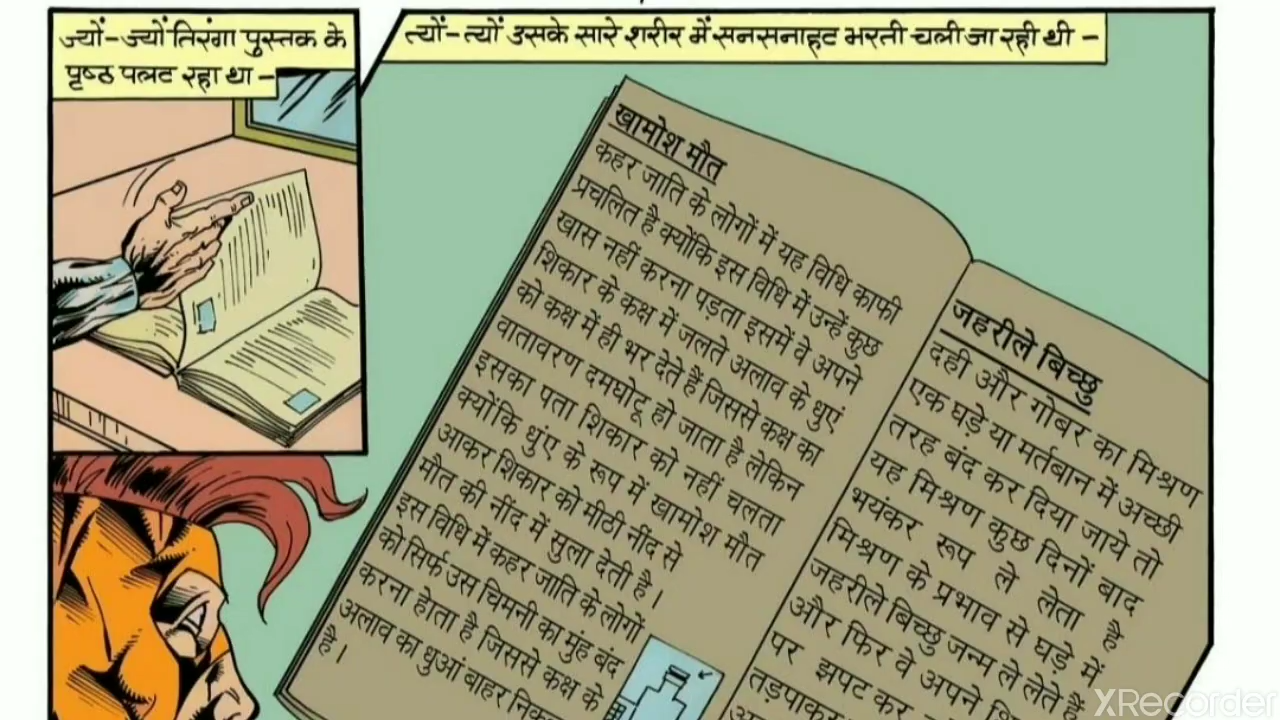 ज्यों-ज्यों तिरंगा पुस्तक के
पृष्ठ पलट रहा था -
त्यों-त्यों उसके सारे शरीर में सनसनाहट भरती चली जा रही थी -
खामोश मौत
कहर जाति के लोगों में यह विधि काफी
प्रचलित है क्योंकि इस विधि में उन्हें कुछ
खास नहीं करना पड़ता इसमें वे अपने
शिकार के कक्ष में जलते अलाव के धुएं
को कक्ष में ही भर देते हैं जिससे कक्ष का
वातावरण दमघोटू हो जाता है लेकिन
इसका पता शिकार को नहीं चलता
क्योंकि धुंए के रूप में खामोश मौत
आकर शिकार को मीठी नींद से
मौत की नींद में सुला देती है।
इस विधि में कहर जाति के लोगों
को सिर्फ उस चिमनी का मुंह बंद
करना होता है जिससे कक्ष के
अलाव का धुआं बाहर
है।
जहरीले बिच्छु
दही और गोबर का मिश्रण
एक घड़े या मर्तबान में अच्छी
तरह बंद कर दिया जाये तो
यह मिश्रण कुछ दिनों बाद
भयंकर रूप ले लेता है
मिश्रण के प्रभाव से घड़े में
जहरीले बिच्छु जन्म ले लेते हैं
और फिर वे अपने
पर झपट कर
XRecorder